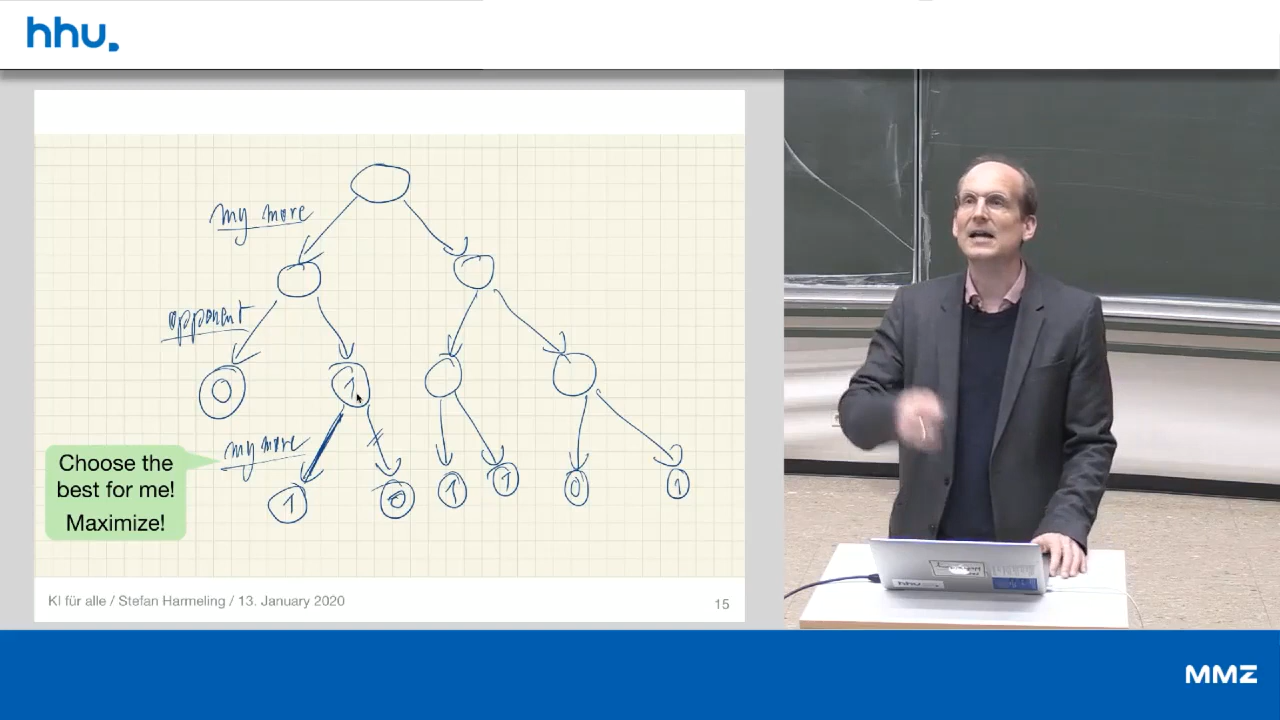 hhu.
my move
opponent
0
1
my move
Choose the
best for me!
Maximize!
1
0
1
1
0
1
KI für alle / Stefan Harmeling / 13. January 2020
15
hhu
MMZ